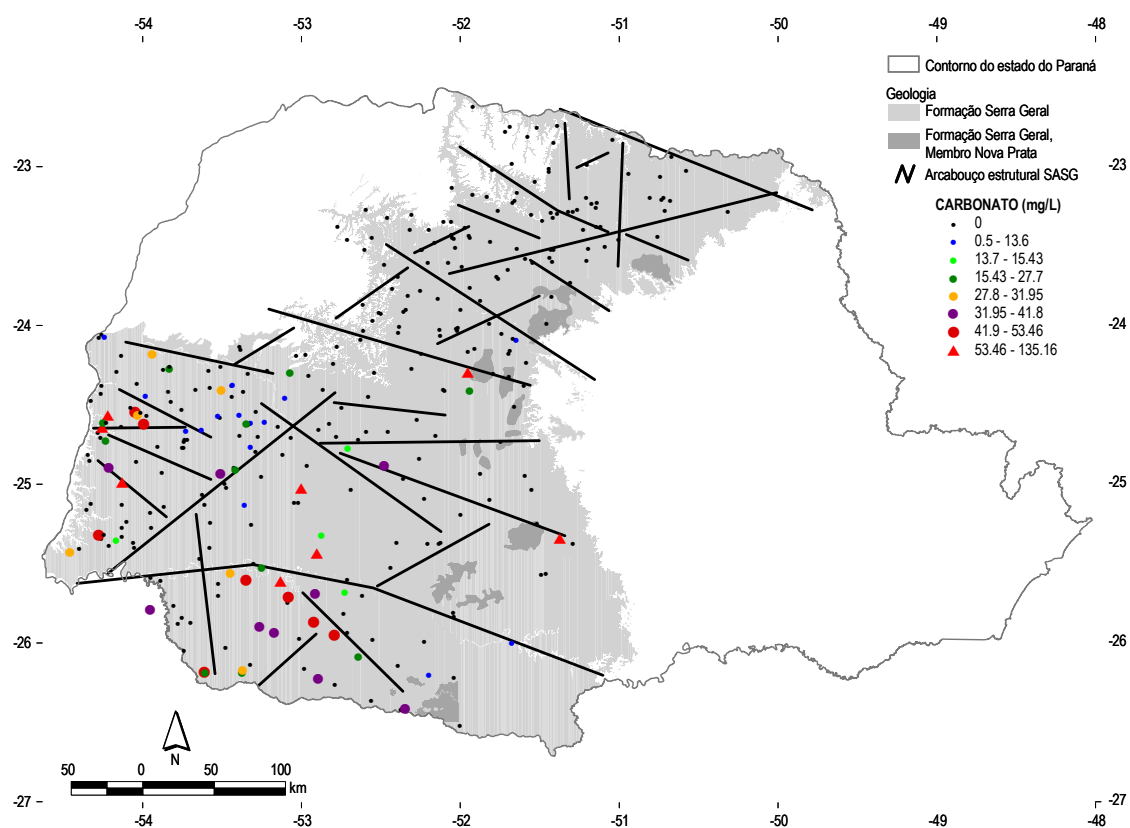 -54 -53 -52 -51 -50 -49 -48
Contorno do estado do Paraná
Geologia
Formação Serra Geral
Formação Serra Geral,
Membro Nova Prata
Arcabouço estrutural SASG
CARBONATO (mg/L)
0
0.5 - 13.6
13.7 - 15.43
15.43 - 27.7
27.8 - 31.95
31.95 - 41.8
41.9 - 53.46
53.46 - 135.16
-23 -23
-24 -24
-25 -25
-26 -26
N
50 0 50 100
km
-27 -27
-54 -53 -52 -51 -50 -49 -48